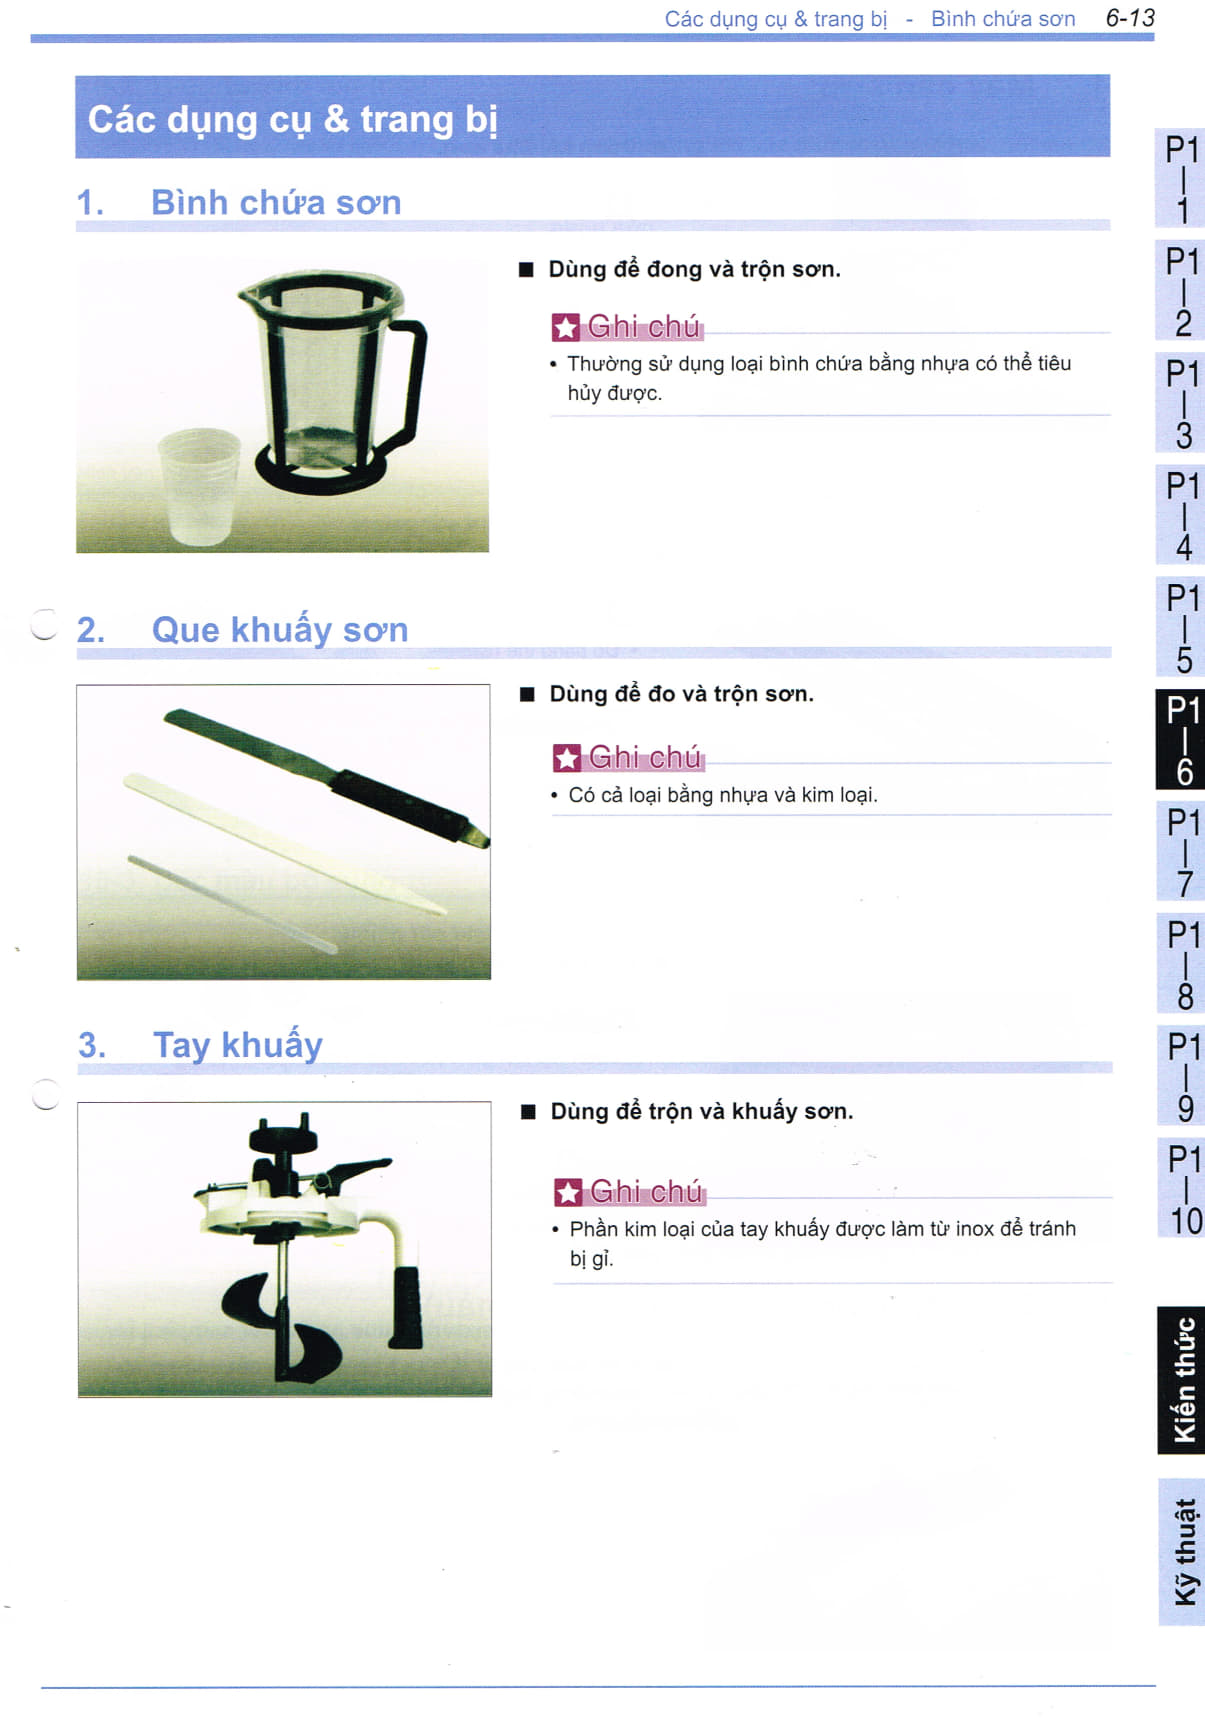 Các dụng cụ & trang bị - Bình chứa sơn 6-13
Các dụng cụ & trang bị
1. Bình chứa sơn
■ Dùng để đong và trộn sơn.
Ghi chú
• Thường sử dụng loại bình chứa bằng nhựa có thể tiêu
hủy được.
2. Que khuấy sơn
■ Dùng để đo và trộn sơn.
Ghi chú
• Có cả loại bằng nhựa và kim loại.
3. Tay khuấy
■ Dùng để trộn và khuấy sơn.
Ghi chú
• Phần kim loại của tay khuấy được làm từ inox để tránh
bị gỉ.
P1
1
P1
2
P1
3
P1
4
P1
5
P1
6
P1
7
P1
8
P1
9
P1
10
Kiến thức
Kỹ thuật